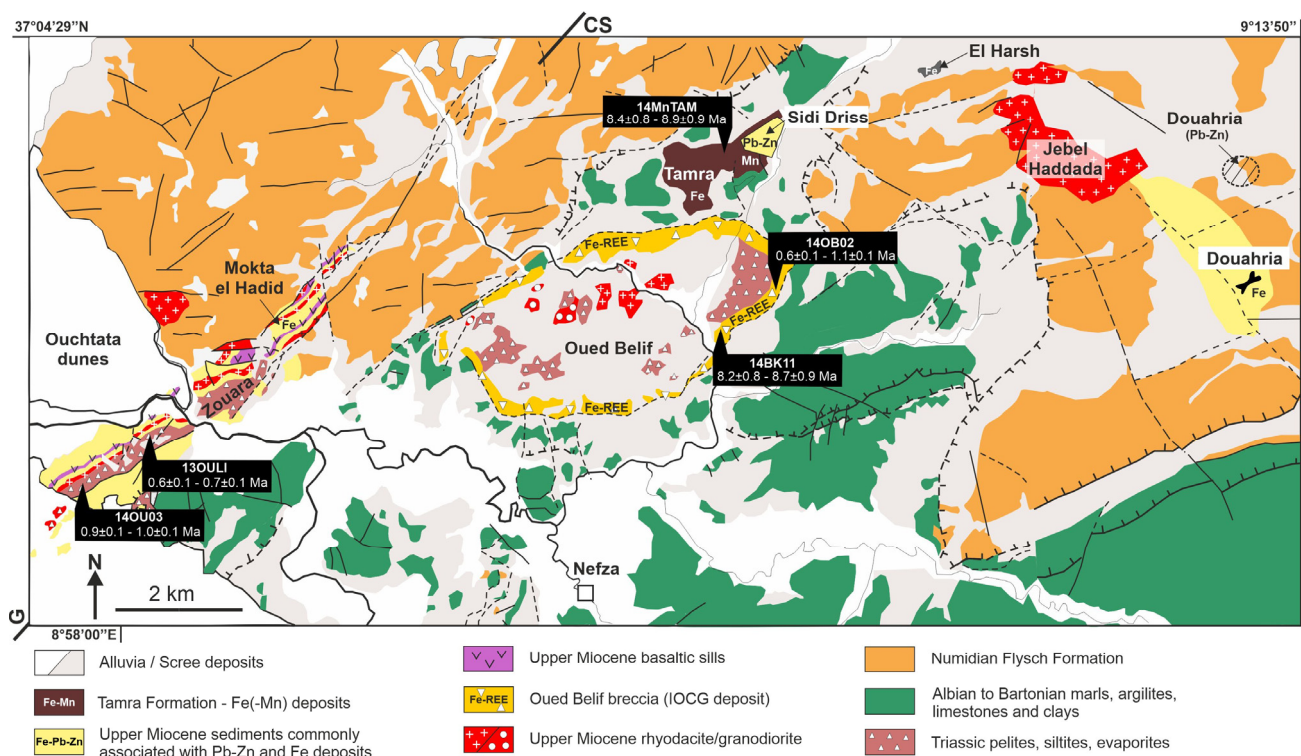 37°04'29"N
CS
9°13'50"
El Harsh
Fe
14MnTAM
8.4±0.8 - 8.9±0.9 Ma
Sidi Driss
Pb-Zn
Mn
Tamra
Fe
Douahria
(Pb-Zn)
Jebel
Haddada
Fe-REE
14OB02
0.6±0.1 - 1.1±0.1 Ma
Mokta
el Hadid
Fe
Douahria
Fe
Fe-REE
Ouchtata
dunes
Oued Belif
14BK11
8.2±0.8 - 8.7±0.9 Ma
Zouara
Fe-REE
13OULI
0.6±0.1 - 0.7±0.1 Ma
14OU03
0.9±0.1 - 1.0±0.1 Ma
N
2 km
Nefza
G
8°58'00"E
Alluvia / Scree deposits
Upper Miocene basaltic sills
Numidian Flysch Formation
Fe-Mn
Tamra Formation - Fe(-Mn) deposits
Fe-REE
Oued Belif breccia (IOCG deposit)
Albian to Bartonian marls, argilites,
limestones and clays
Fe-Pb-Zn
Upper Miocene sediments commonly
associated with Pb-Zn and Fe deposits
Upper Miocene rhyodacite/granodiorite
Triassic pelites, siltites, evaporites